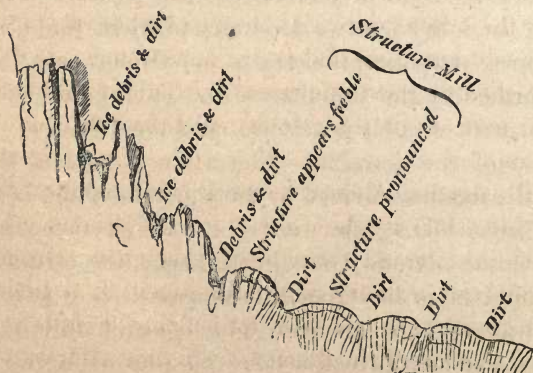 Structure Mill
Ice debris & dirt
Ice debris & dirt
Debris & dirt
Structure appears feeble
Dirt
Structure, pronounced
Dirt
Dirt
Dirt